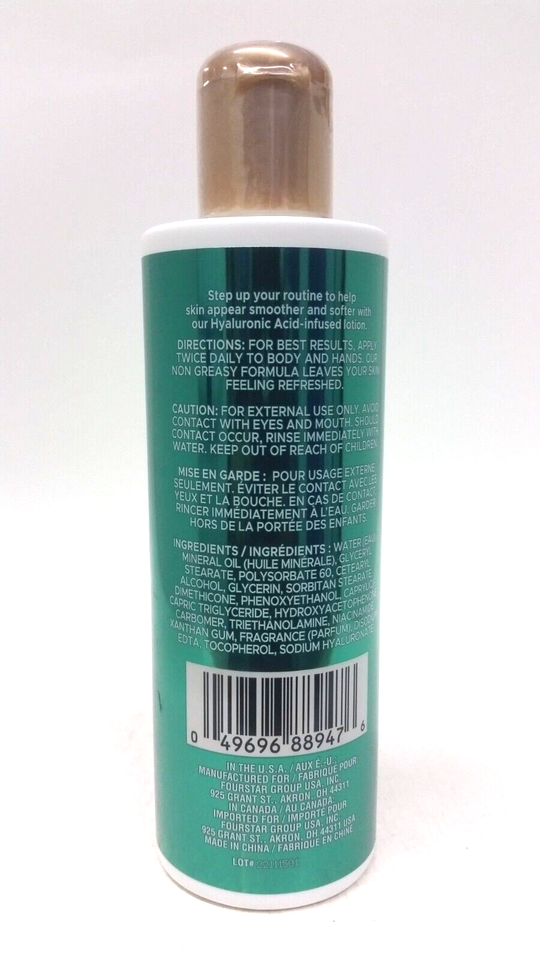 Step up your routine to help
skin appear smoother and softer with
our Hyaluronic Acid-infused lotion.
DIRECTIONS: FOR BEST RESULTS, APPLY
TWICE DAILY TO BODY AND HANDS. OUR
NON GREASY FORMULA LEAVES YOUR SKIN
FEELING REFRESHED.
CAUTION: FOR EXTERNAL USE ONLY. AVOID
CONTACT WITH EYES AND MOUTH. SHOULD
CONTACT OCCUR, RINSE IMMEDIATELY WITH
WATER. KEEP OUT OF REACH OF CHILDREN.
MISE EN GARDE : POUR USAGE EXTERNE
SEULEMENT. ÉVITER LE CONTACT AVEC LES
YEUX ET LA BOUCHE. EN CAS DE CONTACT,
RINCER IMMÉDIATEMENT À L'EAU. GARDER
HORS DE LA PORTÉE DES ENFANTS.
INGREDIENTS / INGRÉDIENTS : WATER (EAU),
MINERAL OIL (HUILE MINÉRALE), GLYCERYL
STEARATE, POLYSORBATE 60, CETEARYL
ALCOHOL, GLYCERIN, SORBITAN STEARATE,
DIMETHICONE, PHENOXYETHANOL,
CAPRIC TRIGLYCERIDE,
CARBOMER, TRIETHANOLAMINE,
XANTHAN GUM, FRAGRANCE (PARFUM),
EDTA, TOCOPHEROL, SODIUM
0 49696 88947 6
IN THE U.S.A. / AUX É.-U.:
MANUFACTURED FOR / FABRIQUÉ POUR
FOURSTAR GROUP USA, INC.
925 GRANT ST., AKRON, OH 44311
IN CANADA / AU CANADA
IMPORTED FOR / IMPORTÉ POUR
FOURSTAR GROUP USA, INC.
925 GRANT ST., AKRON, OH 44311 USA
MADE IN CHINA / FABRIQUÉ EN CHINE
LOT#